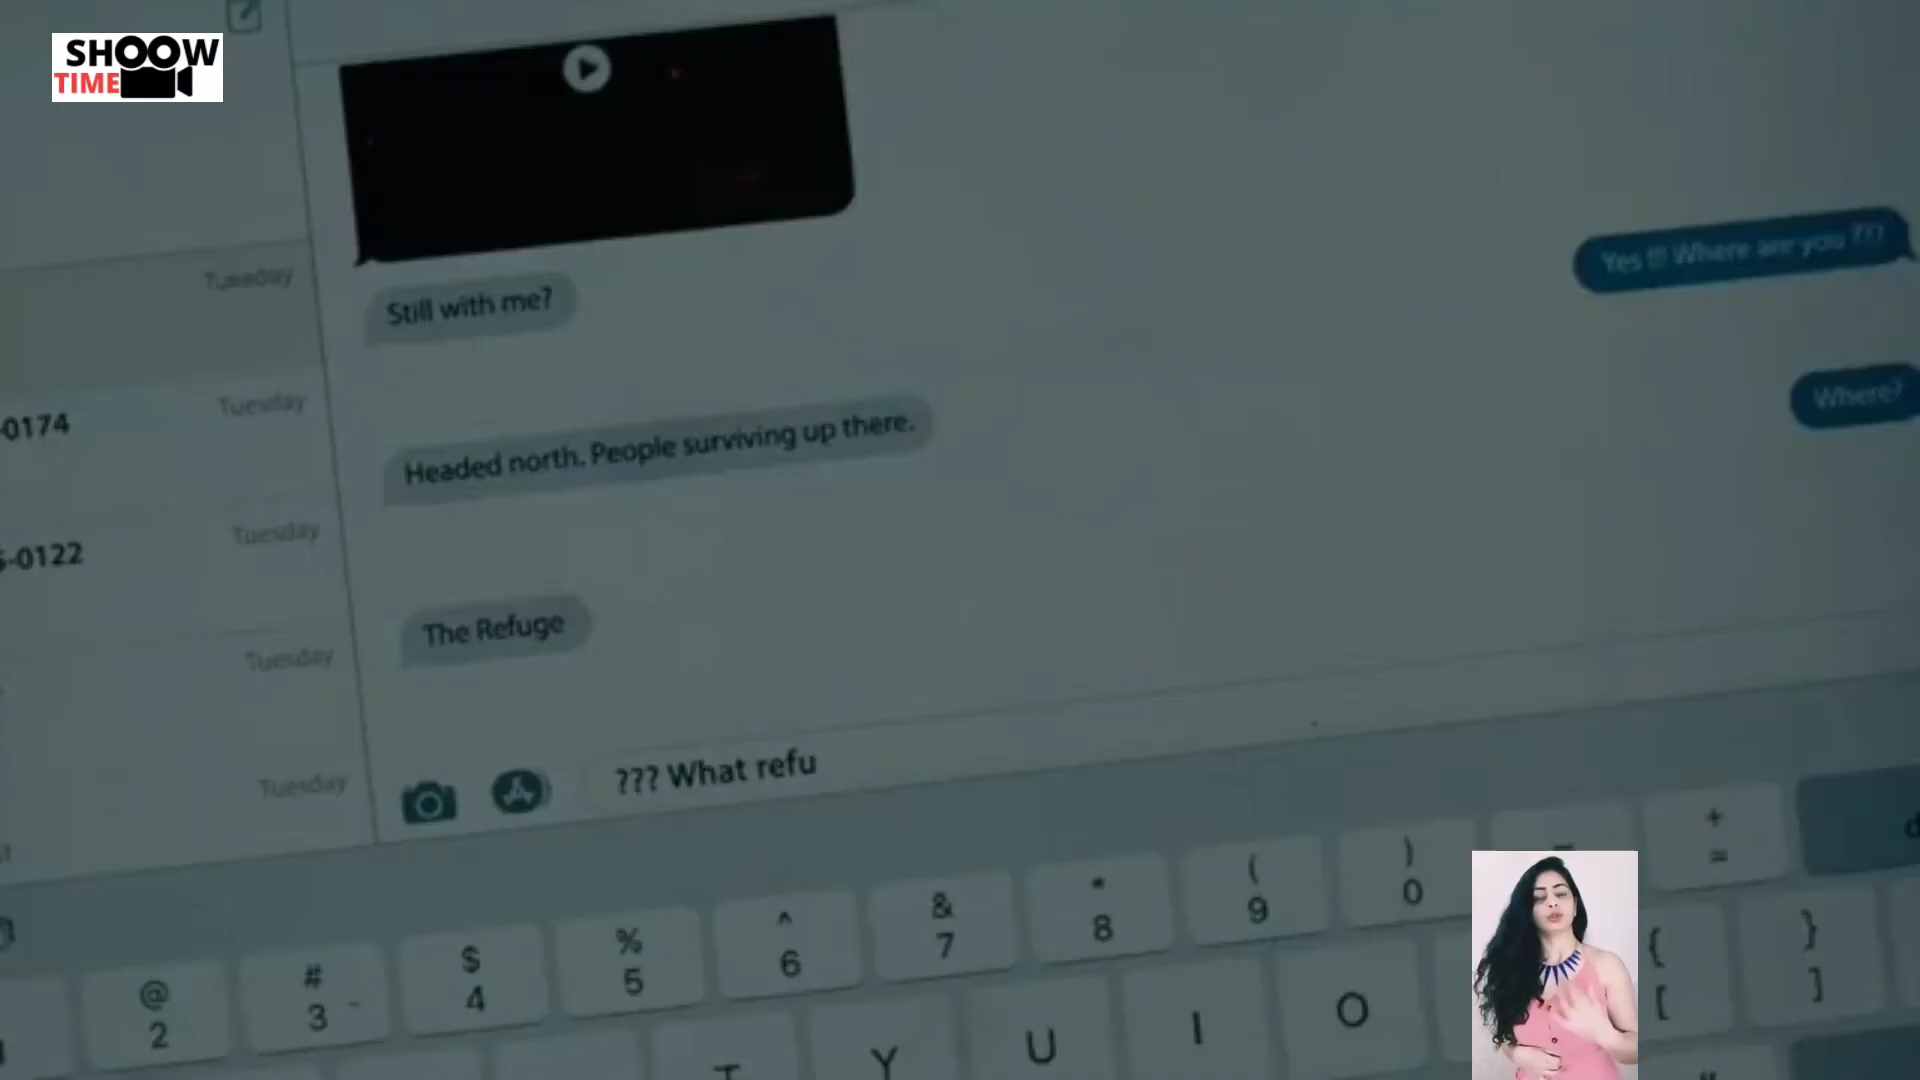 SHOOW
TIME
Yes !!! Where are you ???
Tuesday
Still with me?
Tuesday
-0174
Where?
Headed north. People surviving up there.
Tuesday
-0122
The Refuge
Tuesday
??? What refu
Tuesday
+
=
@
2
#
3
$
4
%
5
^
6
&
7
*
8
(
9
)
0
{
[
}
]
Y
U
I
O